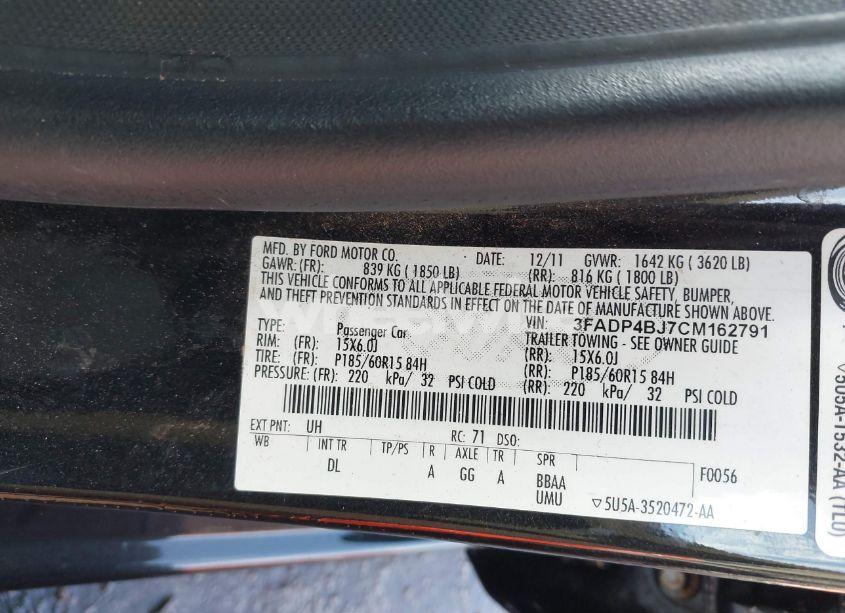 MFD. BY FORD MOTOR CO. DATE: 12/11 GVWR: 1642 KG ( 3620 LB)
GAWR: (FR): 839 KG ( 1850 LB) (RR): 816 KG ( 1800 LB)
THIS VEHICLE CONFORMS TO ALL APPLICABLE FEDERAL MOTOR VEHICLE SAFETY, BUMPER,
AND THEFT PREVENTION STANDARDS IN EFFECT ON THE DATE OF MANUFACTURE SHOWN ABOVE.
VIN: 3FADP4BJ7CM162791
TYPE: Passenger Car TRAILER TOWING - SEE OWNER GUIDE
RIM: (FR): 15X6.0J (RR): 15X6.0J
TIRE: (FR): P185/60R15 84H (RR): P185/60R15 84H
PRESSURE: (FR): 220 kPa/ 32 PSI COLD (RR): 220 kPa/ 32 PSI COLD
EXT PNT: UH RC: 71 DSO:
WB INT TR TP/PS R AXLE TR SPR
DL A GG A BBAA F0056
UMU ▽5U5A-3520472-AA
▽5U5A-1532-AA (TL0)